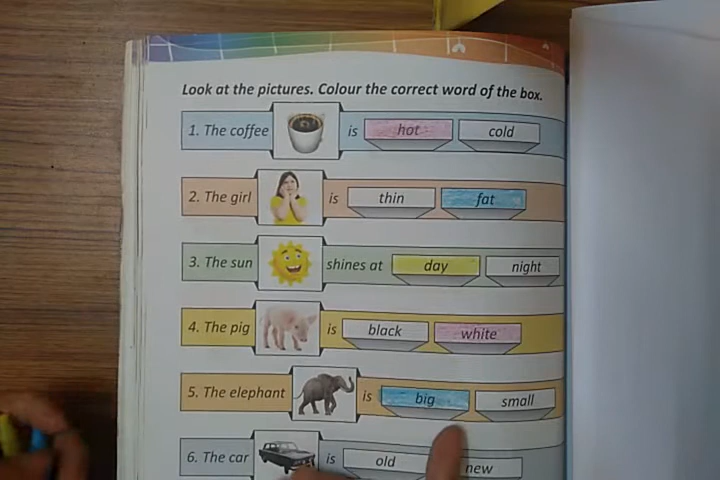 Look at the pictures. Colour the correct word of the box.
1. The coffee is hot cold
2. The girl is thin fat
3. The sun shines at day night
4. The pig is black white
5. The elephant is big small
6. The car is old new